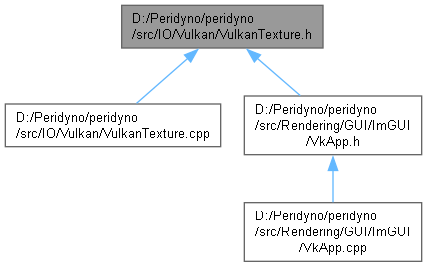 D:/Peridyno/peridyno
/src/IO/Vulkan/VulkanTexture.h
D:/Peridyno/peridyno
/src/IO/Vulkan/VulkanTexture.cpp
D:/Peridyno/peridyno
/src/Rendering/GUI/ImGUI
/VkApp.h
D:/Peridyno/peridyno
/src/Rendering/GUI/ImGUI
/VkApp.cpp